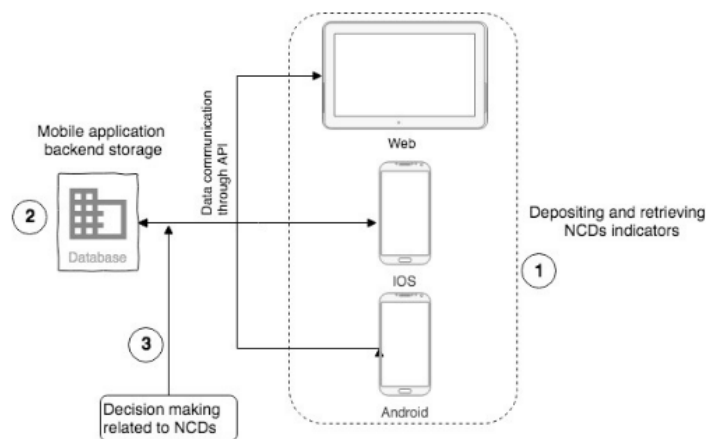 Mobile application
backend storage
2
Database
Data communication
through API
Web
IOS
Android
Depositing and retrieving
NCDs indicators
1
3
Decision making
related to NCDs